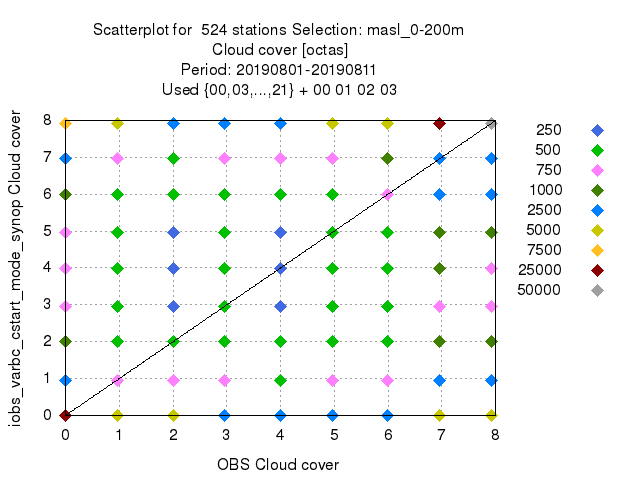 Scatterplot for  524 stations Selection: masl_0-200m
Cloud cover [octas]
Period: 20190801-20190811
Used {00,03,...,21} + 00 01 02 03
iobs_varbc_cstart_mode_synop Cloud cover
8
7
6
5
4
3
2
1
0
0 1 2 3 4 5 6 7 8
OBS Cloud cover
250
500
750
1000
2500
5000
7500
25000
50000